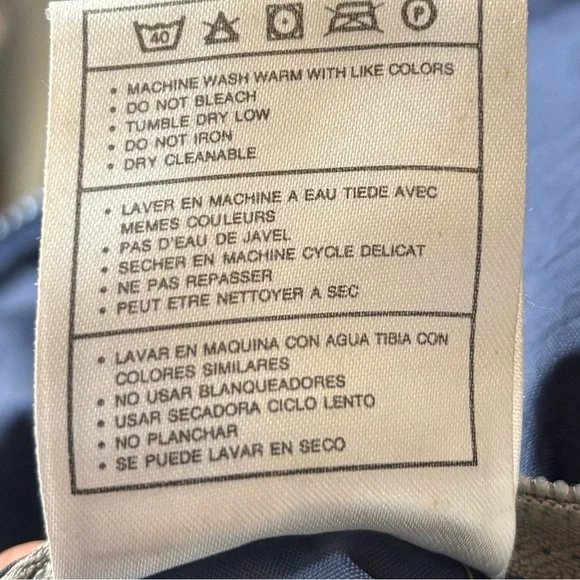 40 P
• MACHINE WASH WARM WITH LIKE COLORS
• DO NOT BLEACH
• TUMBLE DRY LOW
• DO NOT IRON
• DRY CLEANABLE
• LAVER EN MACHINE A EAU TIEDE AVEC
MEMES COULEURS
• PAS D'EAU DE JAVEL
• SECHER EN MACHINE CYCLE DELICAT
• NE PAS REPASSER
• PEUT ETRE NETTOYER A SEC
• LAVAR EN MAQUINA CON AGUA TIBIA CON
COLORES SIMILARES
• NO USAR BLANQUEADORES
• USAR SECADORA CICLO LENTO
• NO PLANCHAR
• SE PUEDE LAVAR EN SECO